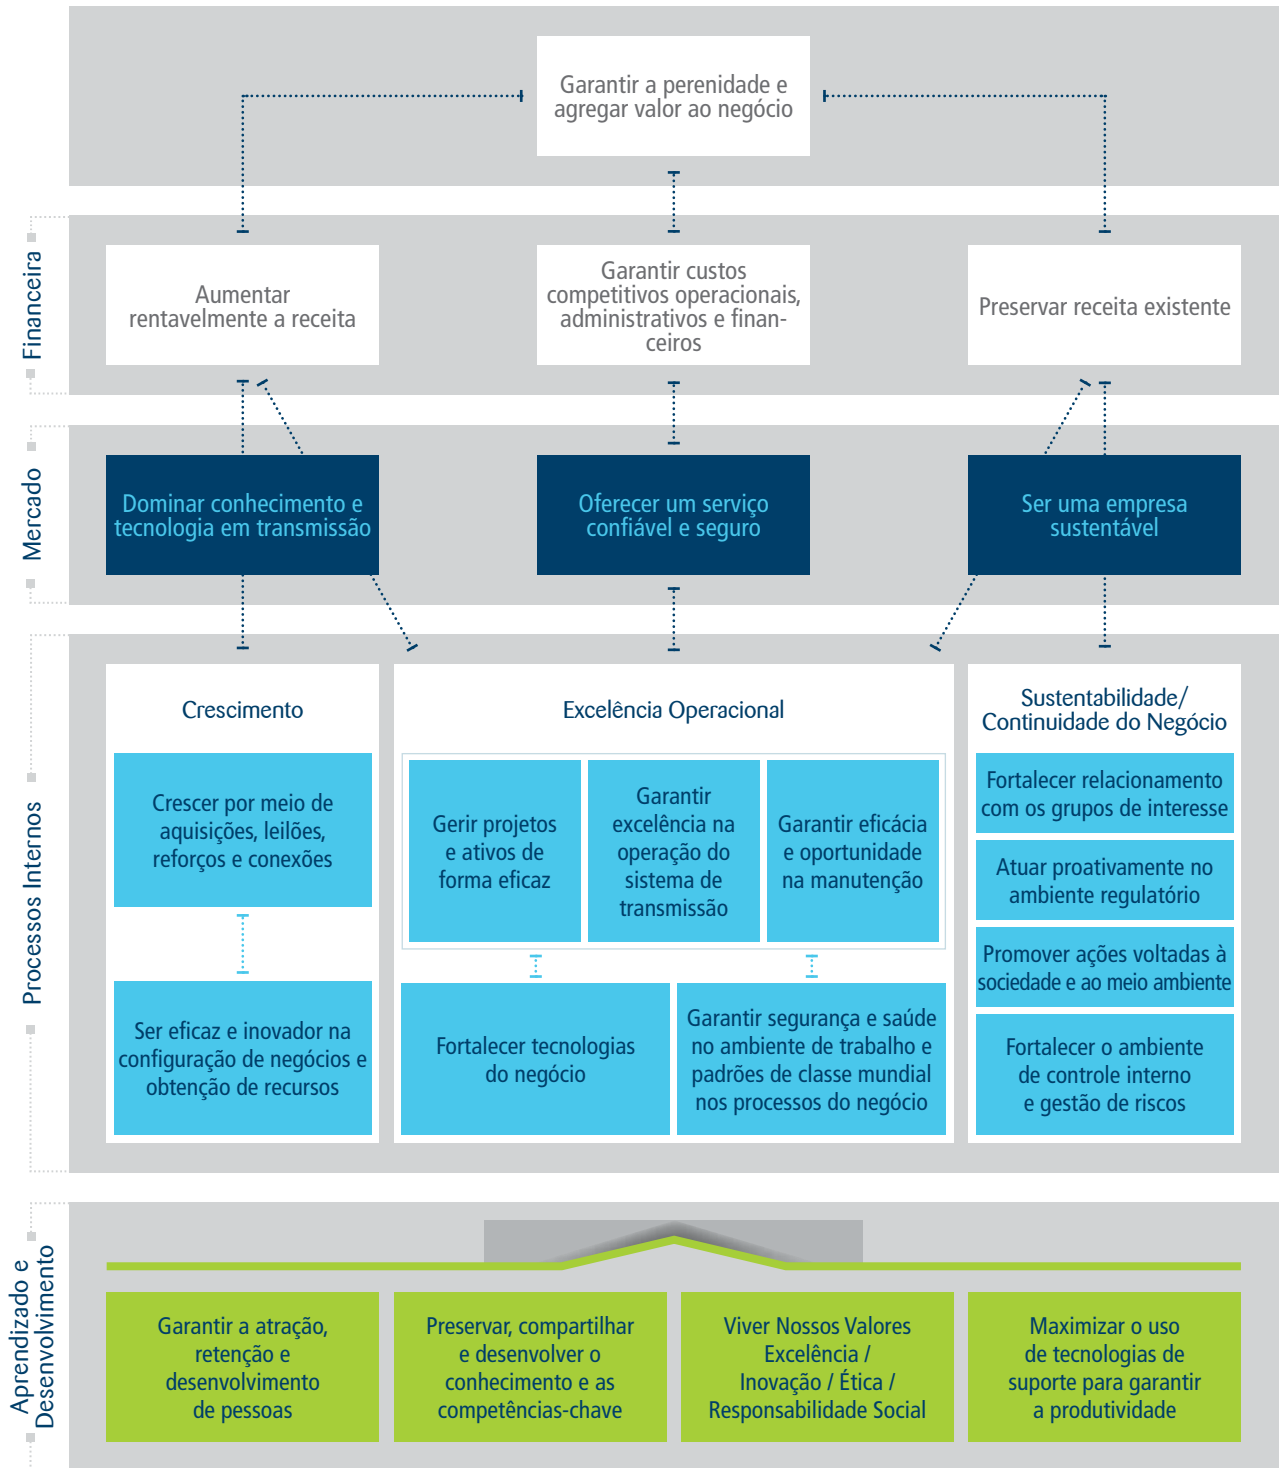 Garantir a perenidade e
agregar valor ao negócio
Financeira
Aumentar
rentavelmente a receita
Garantir custos
competitivos operacionais,
administrativos e finan-
ceiros
Preservar receita existente
Mercado
Dominar conhecimento e
tecnologia em transmissão
Oferecer um serviço
confiável e seguro
Ser uma empresa
sustentável
Processos Internos
Crescimento
Crescer por meio de
aquisições, leilões,
reforços e conexões
Ser eficaz e inovador na
configuração de negócios e
obtenção de recursos
Excelência Operacional
Gerir projetos
e ativos de
forma eficaz
Garantir
excelência na
operação do
sistema de
transmissão
Garantir eficácia
e oportunidade
na manutenção
Fortalecer tecnologias
do negócio
Garantir segurança e saúde
no ambiente de trabalho e
padrões de classe mundial
nos processos do negócio
Sustentabilidade/
Continuidade do Negócio
Fortalecer relacionamento
com os grupos de interesse
Atuar proativamente no
ambiente regulatório
Promover ações voltadas à
sociedade e ao meio ambiente
Fortalecer o ambiente
de controle interno
e gestão de riscos
Aprendizado e
Desenvolvimento
Garantir a atração,
retenção e
desenvolvimento
de pessoas
Preservar, compartilhar
e desenvolver o
conhecimento e as
competências-chave
Viver Nossos Valores
Excelência /
Inovação / Ética /
Responsabilidade Social
Maximizar o uso
de tecnologias de
suporte para garantir
a produtividade